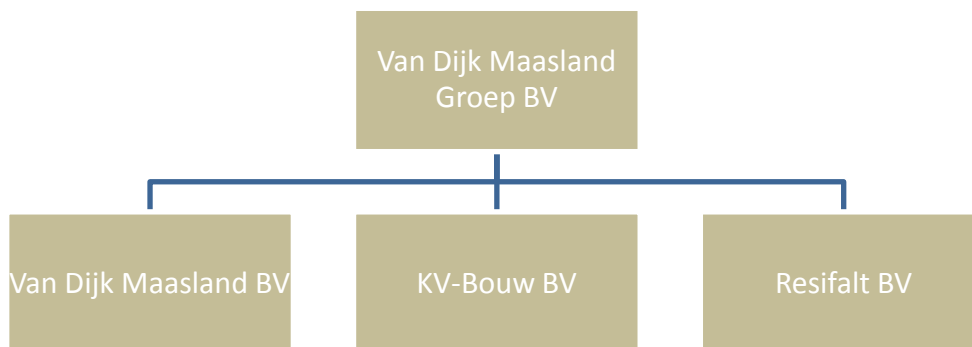 Van Dijk Maasland
Groep BV
Van Dijk Maasland BV
KV-Bouw BV
Resifalt BV